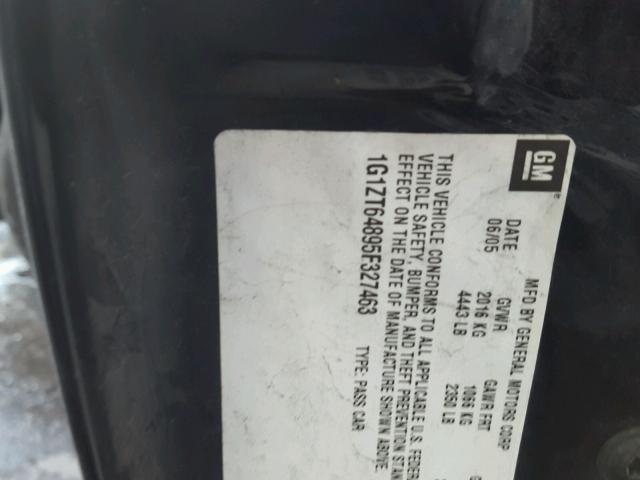 GM
®
MFD BY GENERAL MOTORS CORP
DATE GVWR GAWR FRT
06/05 2016 KG 1066 KG
4443 LB 2350 LB
THIS VEHICLE CONFORMS TO ALL APPLICABLE U.S.
VEHICLE SAFETY, BUMPER, AND THEFT PREVENTION
EFFECT ON THE DATE OF MANUFACTURE SHOWN ABOVE.
1G1ZT64895F327463 TYPE: PASS CAR